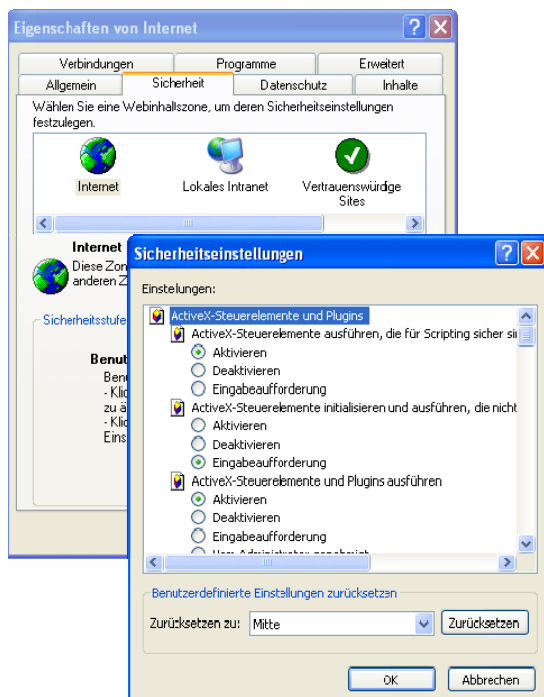 Eigenschaften von Internet
Verbindungen Programme Erweitert
Allgemein Sicherheit Datenschutz Inhalte
Wählen Sie eine Webinhaltszone, um deren Sicherheitseinstellungen
festzulegen.
Internet Lokales Intranet Vertrauenswürdige
Sites
Internet
Diese Zon
anderen Z
Sicherheitsstufe
Benut
Ben
- Klic
zu ä
- Klic
Eins
Sicherheitseinstellungen
Einstellungen:
ActiveX-Steuerelemente und Plugins
ActiveX-Steuerelemente ausführen, die für Scripting sicher si
Aktivieren
Deaktivieren
Eingabeaufforderung
ActiveX-Steuerelemente initialisieren und ausführen, die nicht
Aktivieren
Deaktivieren
Eingabeaufforderung
ActiveX-Steuerelemente und Plugins ausführen
Aktivieren
Deaktivieren
Eingabeaufforderung
Benutzerdefinierte Einstellungen zurücksetzen
Zurücksetzen zu: Mitte Zurücksetzen
OK Abbrechen